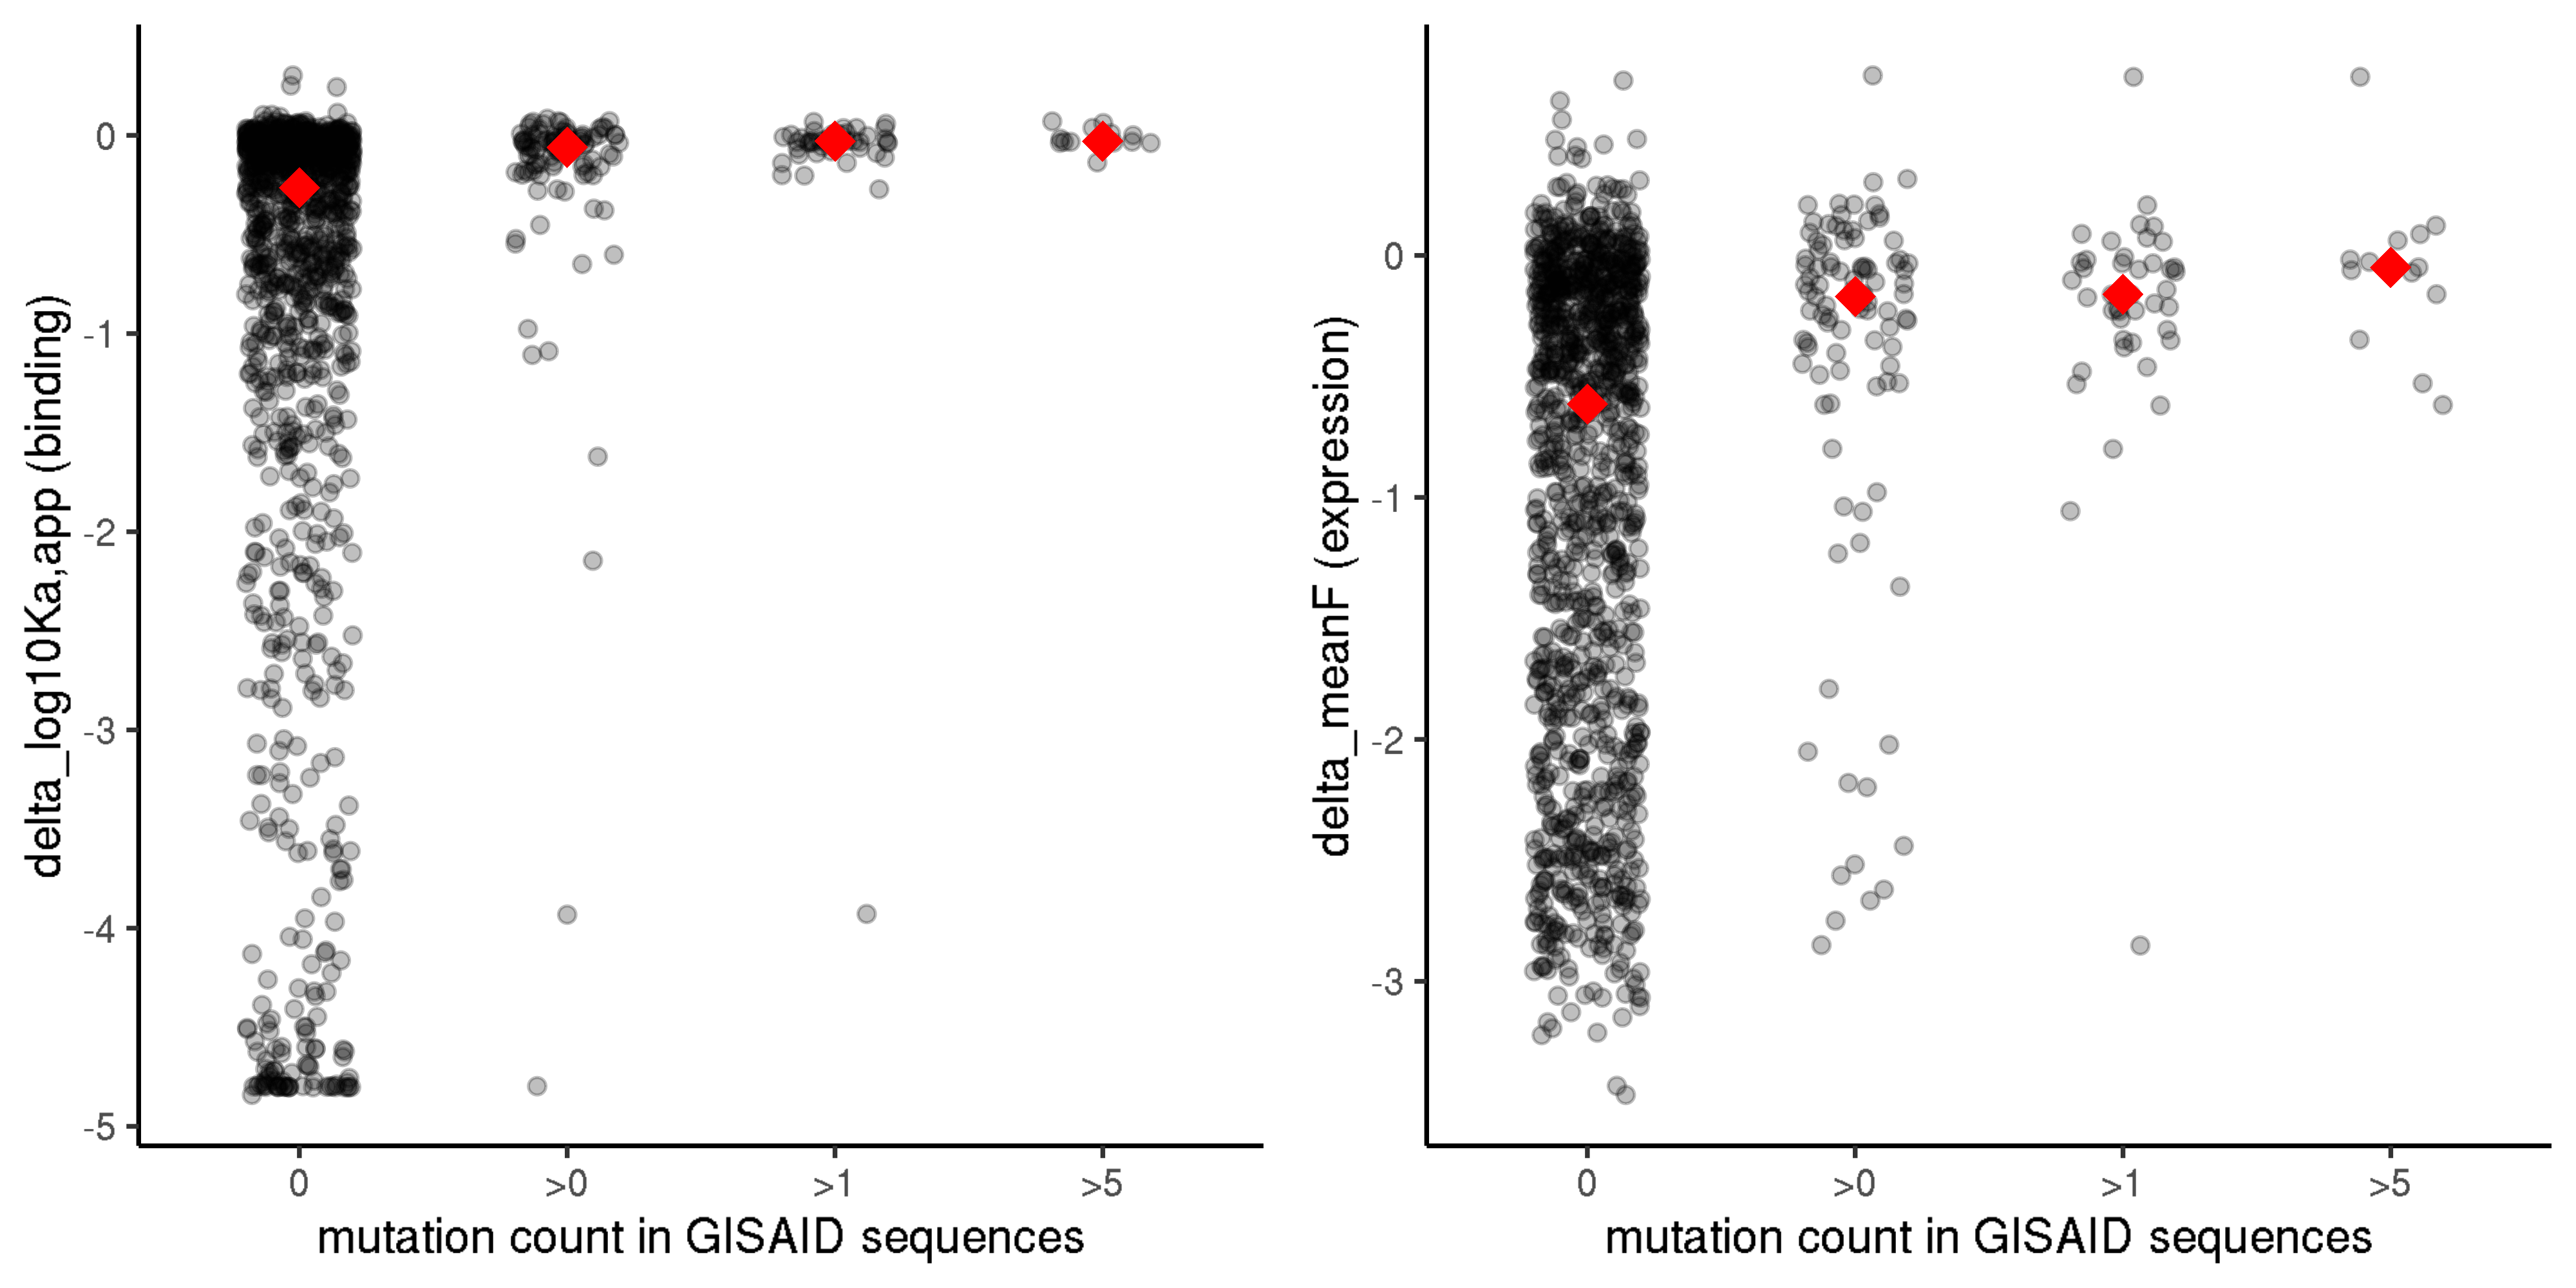 delta_log10Ka,app (binding)
0
-1
-2
-3
-4
-5
0 >0 >1 >5
mutation count in GISAID sequences
delta_meanF (expression)
0
-1
-2
-3
0 >0 >1 >5
mutation count in GISAID sequences